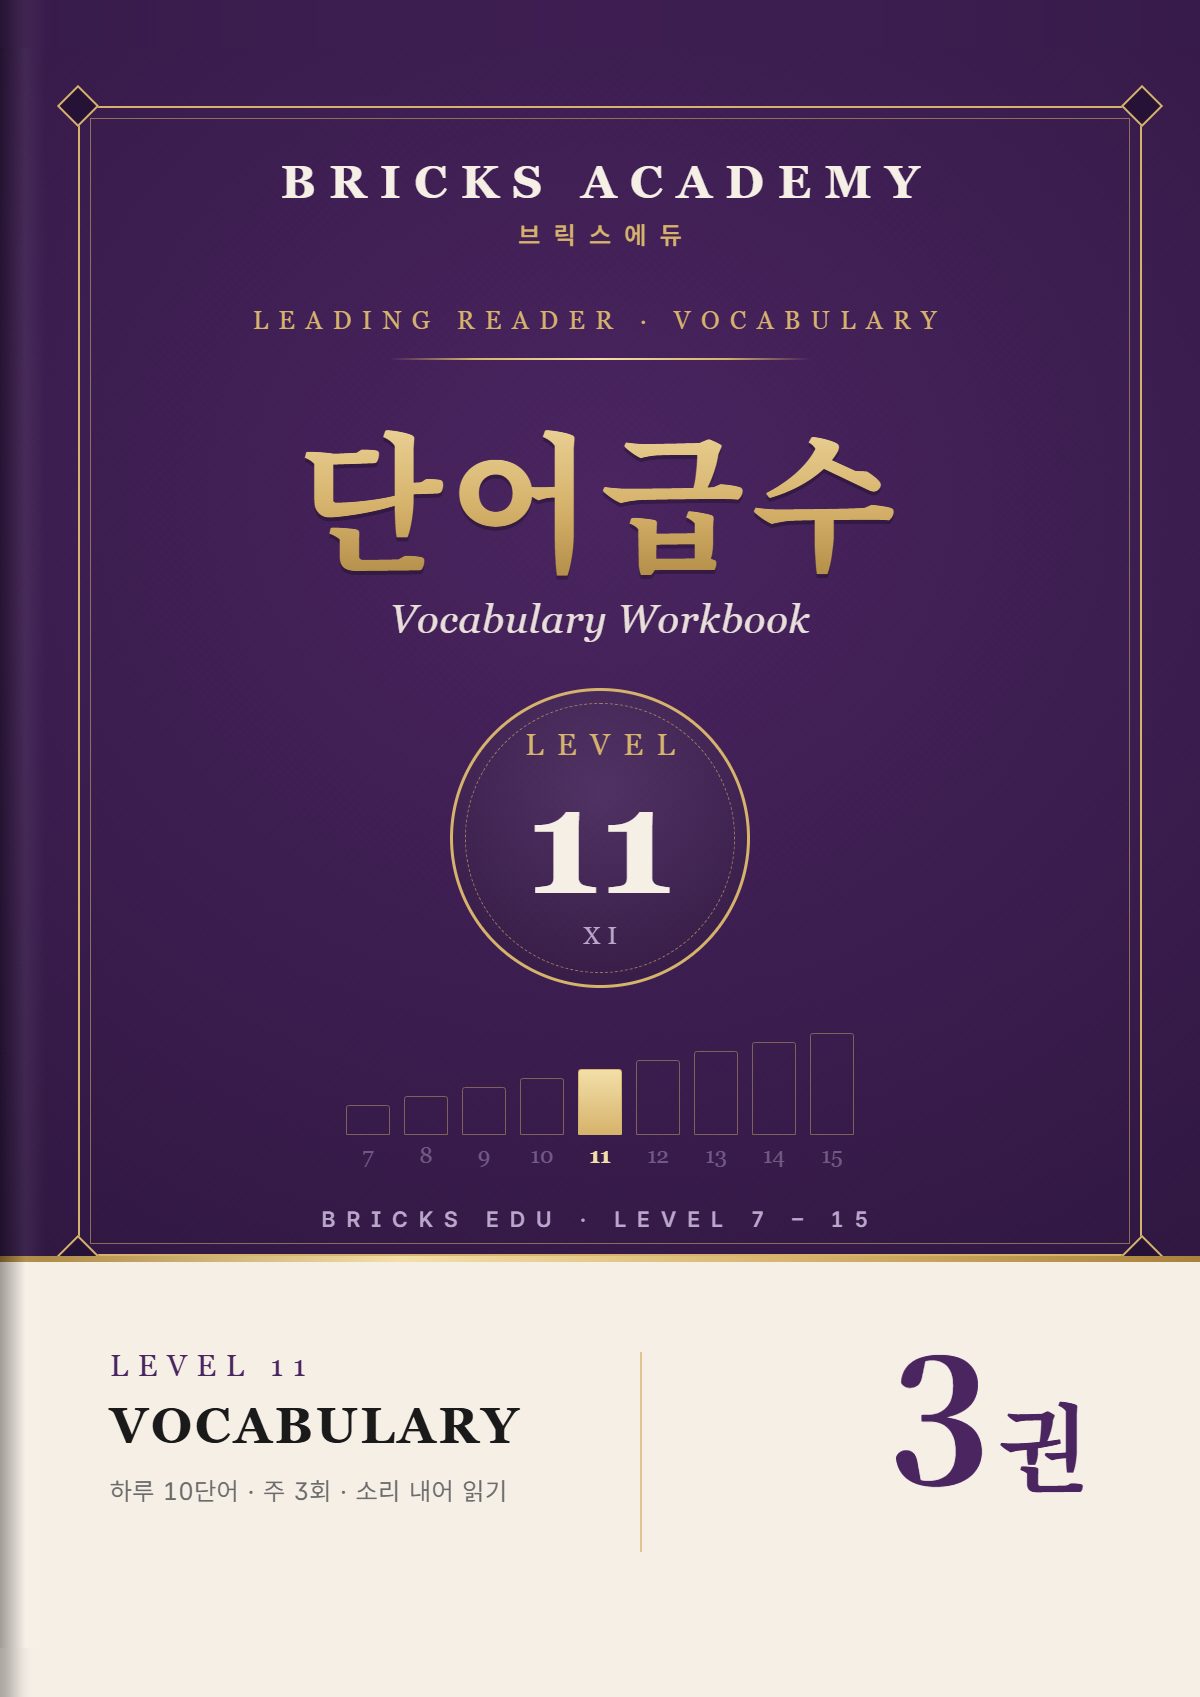 BRICKS ACADEMY
브릭스에듀
LEADING READER · VOCABULARY
단어급수
Vocabulary Workbook
LEVEL
11
XI
7 8 9 10 11 12 13 14 15
BRICKS EDU · LEVEL 7 – 15
LEVEL 11
VOCABULARY
하루 10단어 · 주 3회 · 소리 내어 읽기
3권